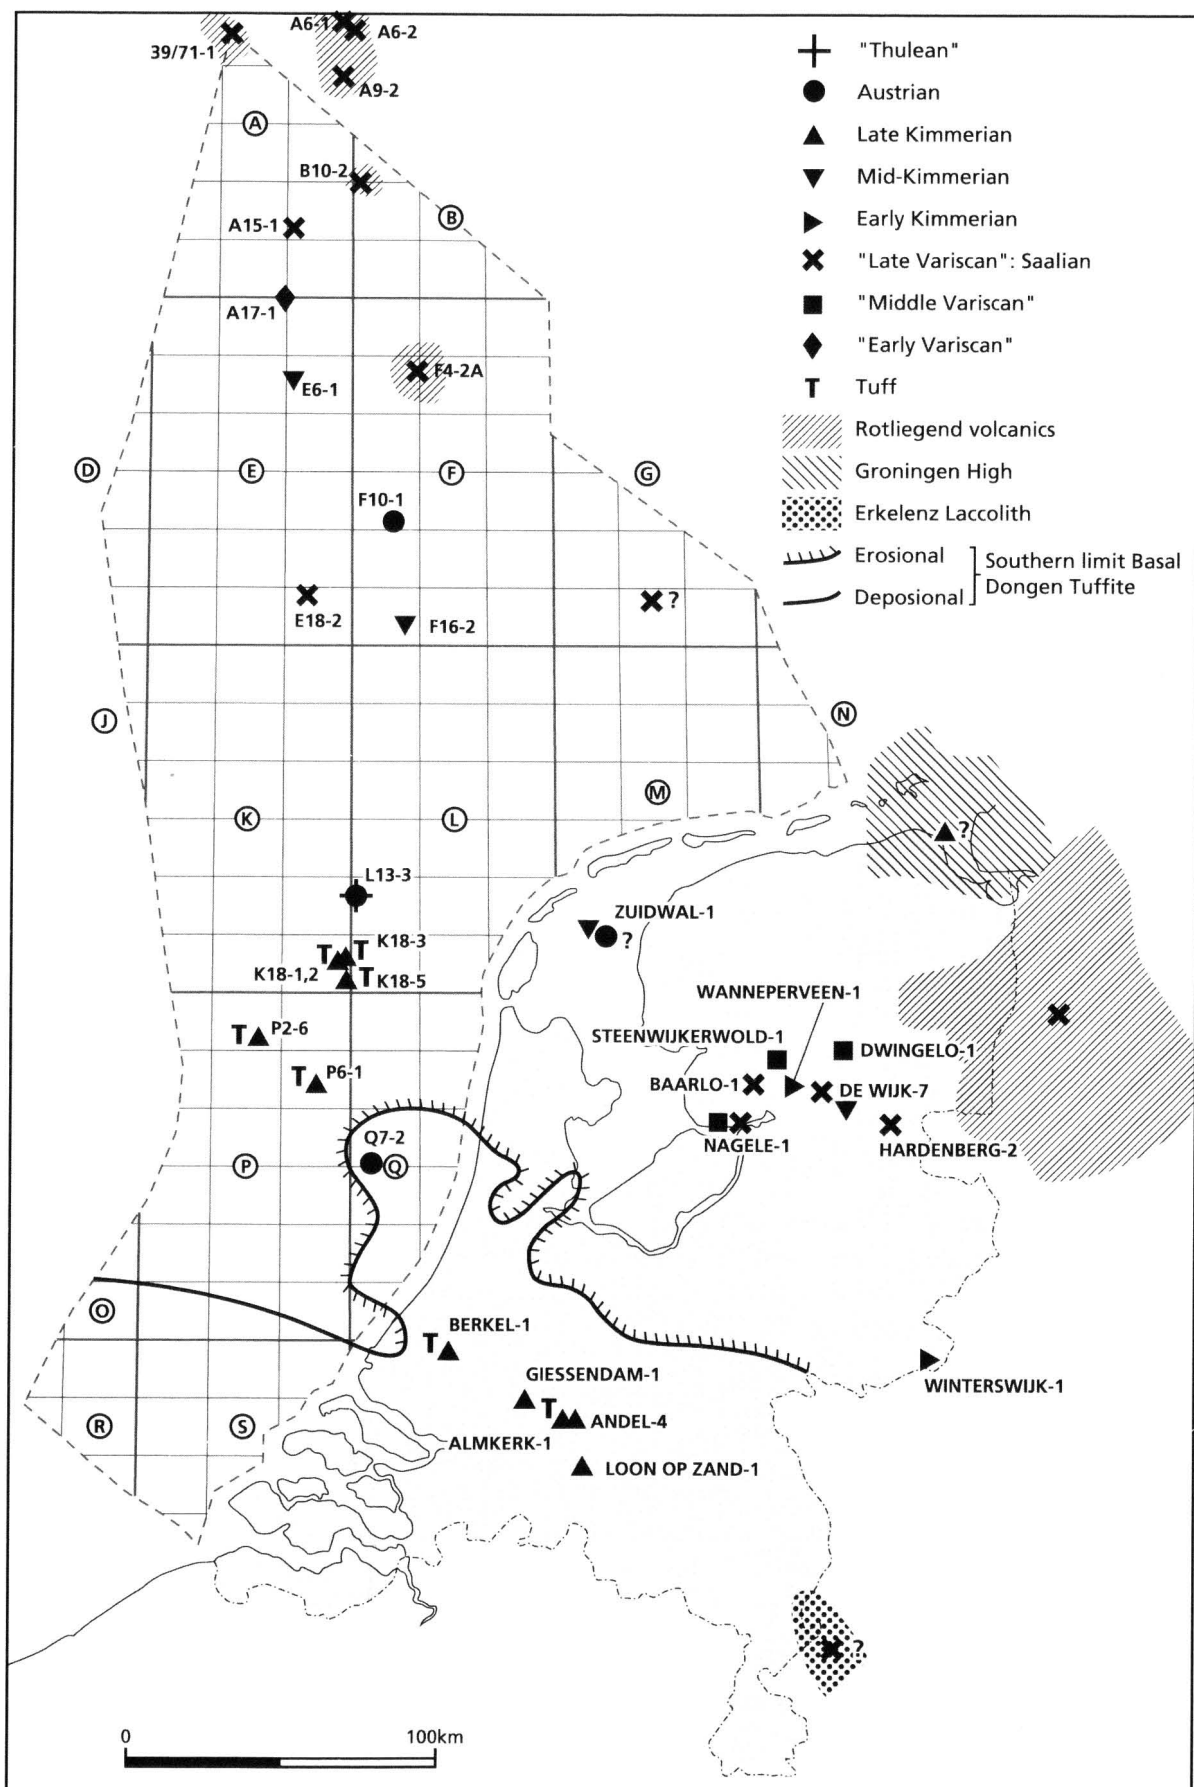 A6-1
A6-2
39/71-1
A9-2
A
B10-2
B
A15-1
A17-1
F4-2A
E6-1
D
E
F
G
F10-1
E18-2
F16-2
?
J
N
M
K
L
?
L13-3
ZUIDWAL-1
?
T
T
K18-3
K18-1,2
T
K18-5
WANNEPERVEEN-1
T
P2-6
STEENWIJKERWOLD-1
DWINGELO-1
T
P6-1
BAARLO-1
DE WIJK-7
Q7-2
NAGELE-1
HARDENBERG-2
P
Q
O
T
BERKEL-1
GIESSENDAM-1
WINTERSWIJK-1
T
ANDEL-4
R
S
ALMKERK-1
LOON OP ZAND-1
?
0
100km
"Thulean"
Austrian
Late Kimmerian
Mid-Kimmerian
Early Kimmerian
"Late Variscan": Saalian
"Middle Variscan"
"Early Variscan"
T
Tuff
Rotliegend volcanics
Groningen High
Erkelenz Laccolith
Erosional
Deposional
Southern limit Basal
Dongen Tuffite